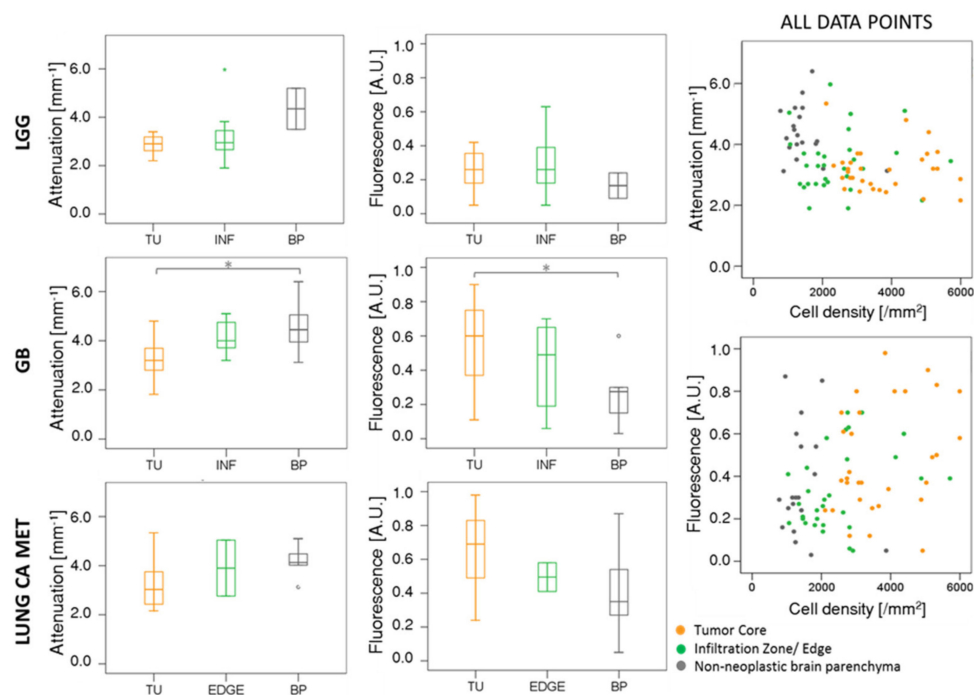 ALL DATA POINTS
LGG
Attenuation [mm⁻¹]
6.0
4.0
2.0
0.0
TU INF BP
Fluorescence [A.U.]
1.0
0.8
0.6
0.4
0.2
0.0
TU INF BP
Attenuation [mm⁻¹]
6.0
4.0
2.0
0.0
0 2000 4000 6000
Cell density [/mm²]
GB
Attenuation [mm⁻¹]
6.0
4.0
2.0
0.0
*
TU INF BP
Fluorescence [A.U.]
1.0
0.8
0.6
0.4
0.2
0.0
*
TU INF BP
Fluorescence [A.U.]
1.0
0.8
0.6
0.4
0.2
0.0
0 2000 4000 6000
Cell density [/mm²]
LUNG CA MET
Attenuation [mm⁻¹]
6.0
4.0
2.0
0.0
TU EDGE BP
Fluorescence [A.U.]
1.0
0.8
0.6
0.4
0.2
0.0
TU EDGE BP
Tumor Core
Infiltration Zone/ Edge
Non-neoplastic brain parenchyma